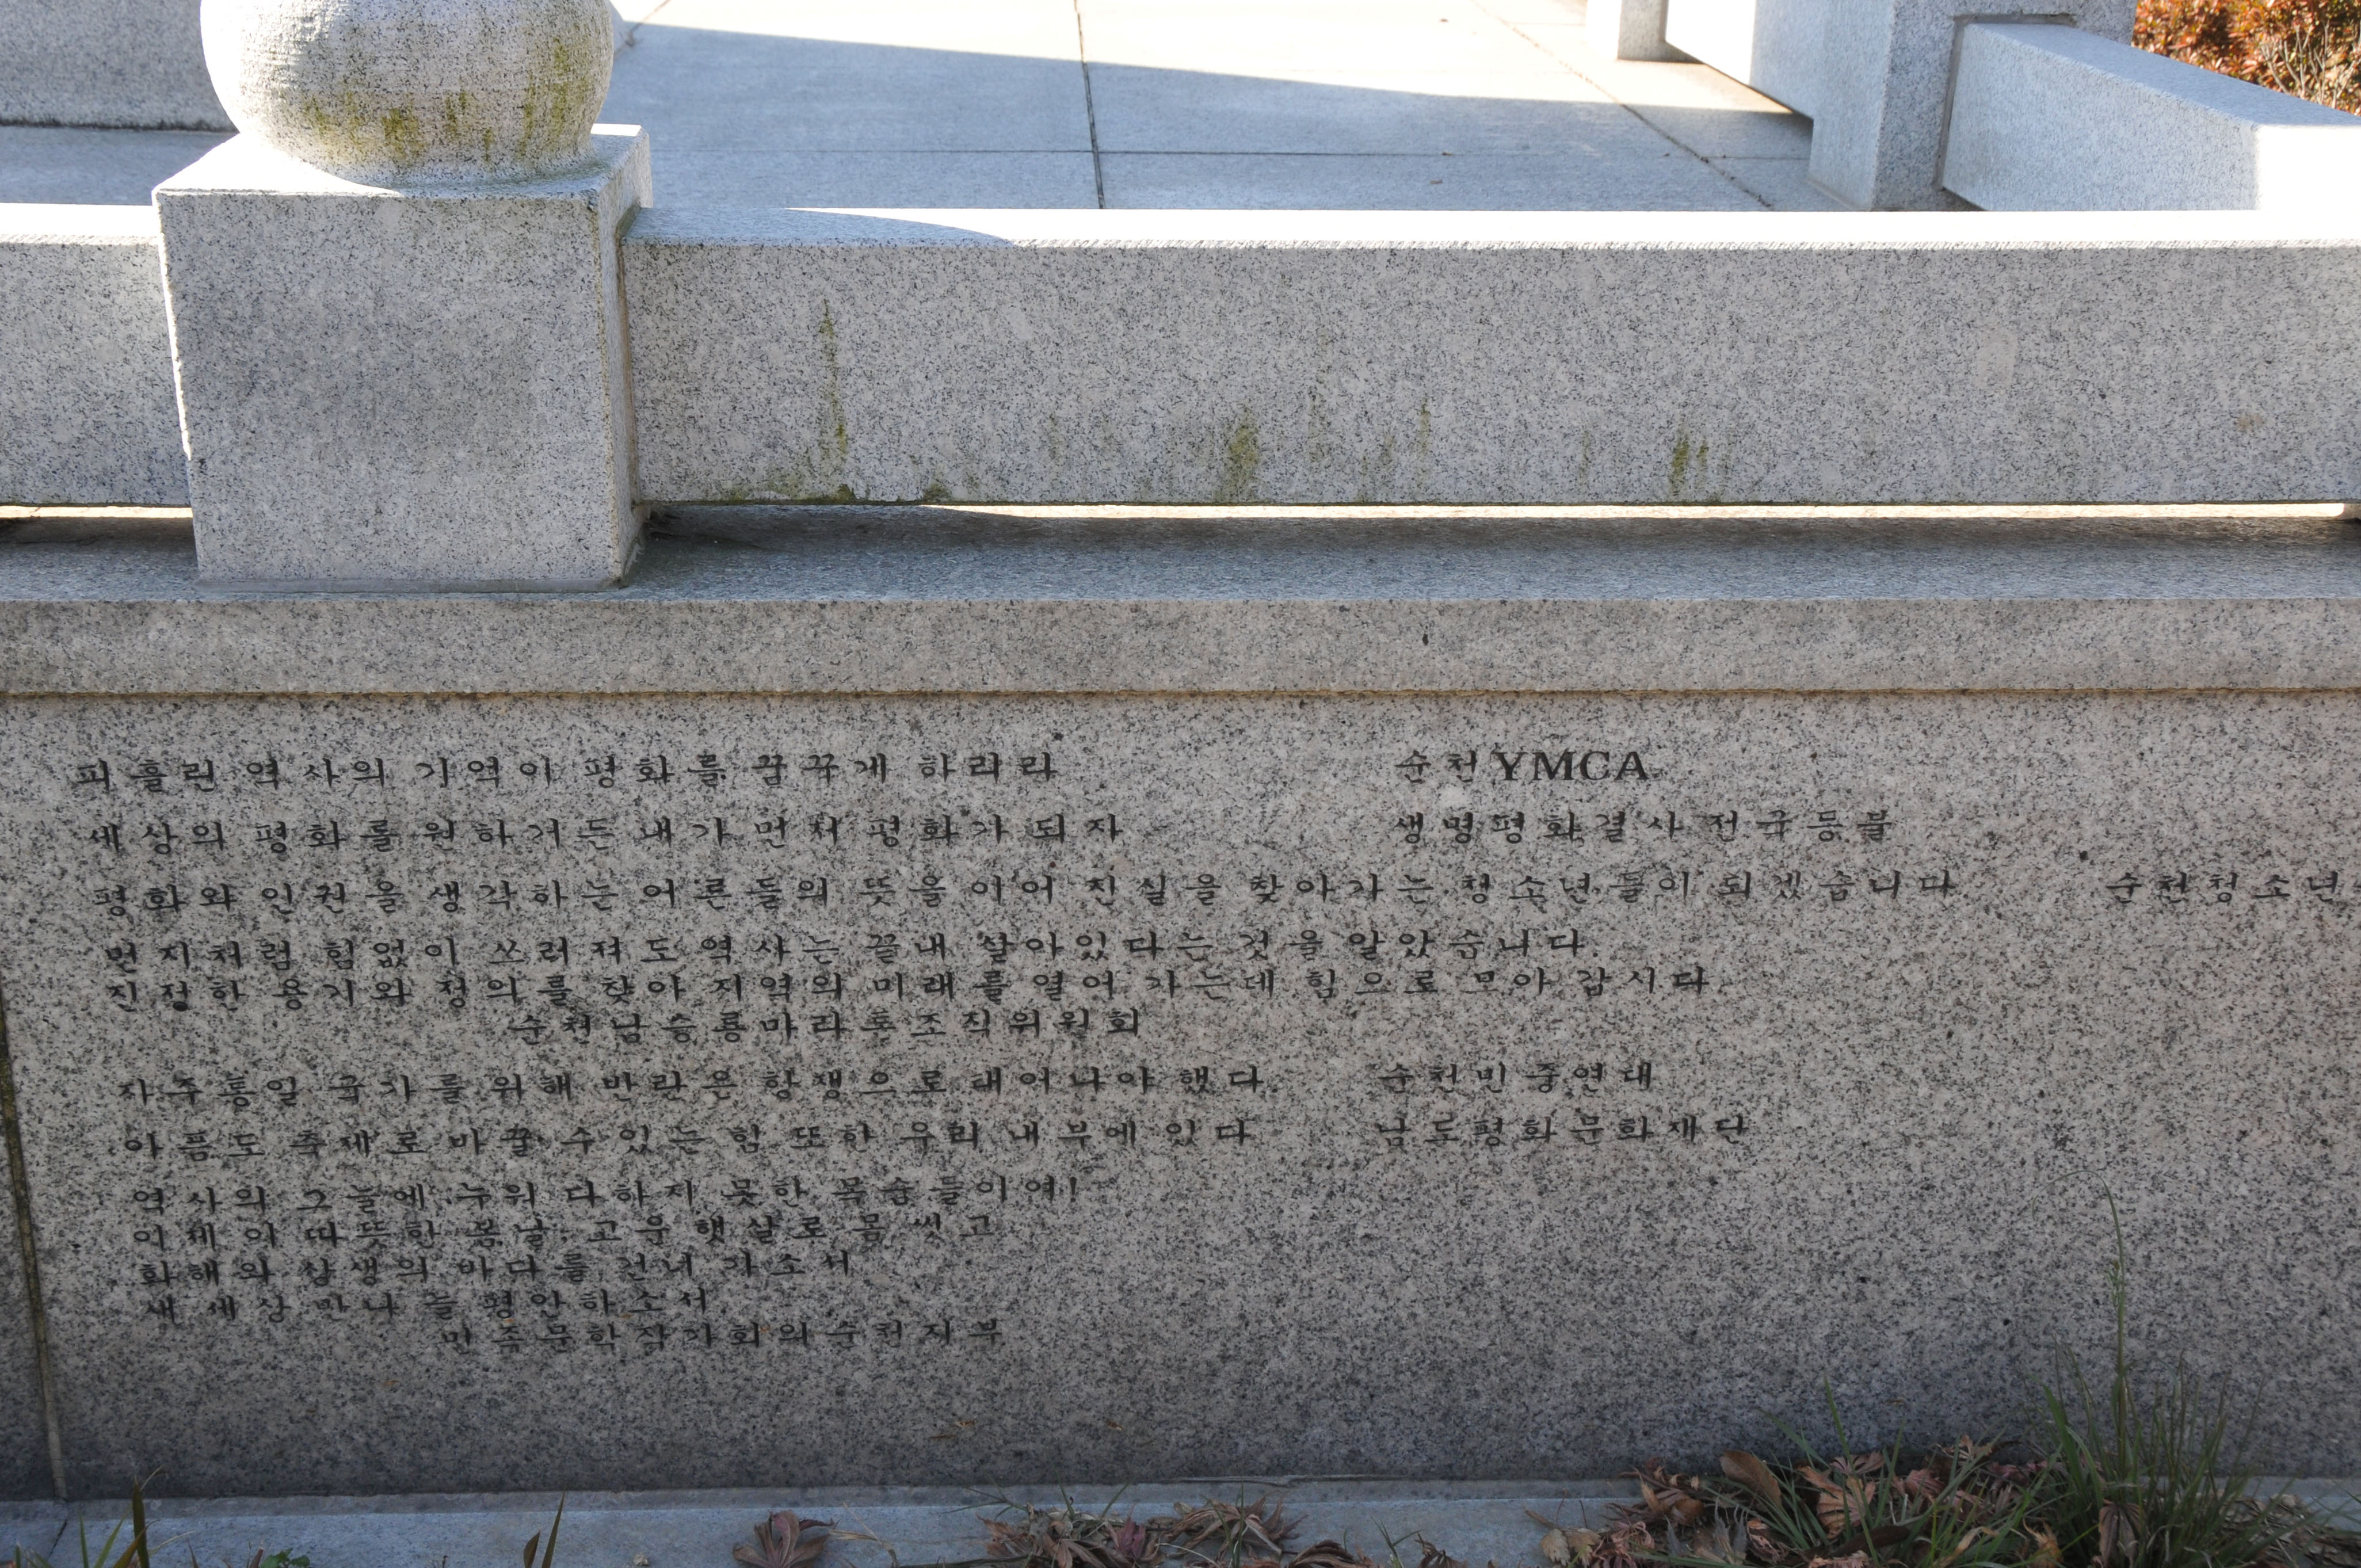 피 흘린 역사의 기억이 평화를 꿈꾸게 하리라 순천YMCA
세상의 평화를 원하거든 내가 먼저 평화가 되자 생명평화결사 전국등불
평화와 인권을 생각하는 어른들의 뜻을 이어 진실을 찾아가는 청소년들이 되겠습니다 순천청소년
먼지처럼 힘없이 쓰러져도 역사는 끝내 살아있다는 것을 알았습니다.
진정한 용기와 정의를 찾아 지역의 미래를 열어 가는데 힘으로 모아 갑시다.
순천남승룡마라톤조직위원회
자주통일 국가를 위해 반란은 항쟁으로 태어나야 했다. 순천민중연대
아픔도 축제로 바꿀 수 있는 힘 또한 우리 내부에 있다 남도평화문화재단
역사의 그늘에 누워 다하지 못한 목숨들이여!
이제 이 따뜻한 봄날, 고운 햇살로 몸 씻고
화해와 상생의 바다를 건너 가소서
새 세상 만나 늘 평안하소서
민족문학작가회의순천지부